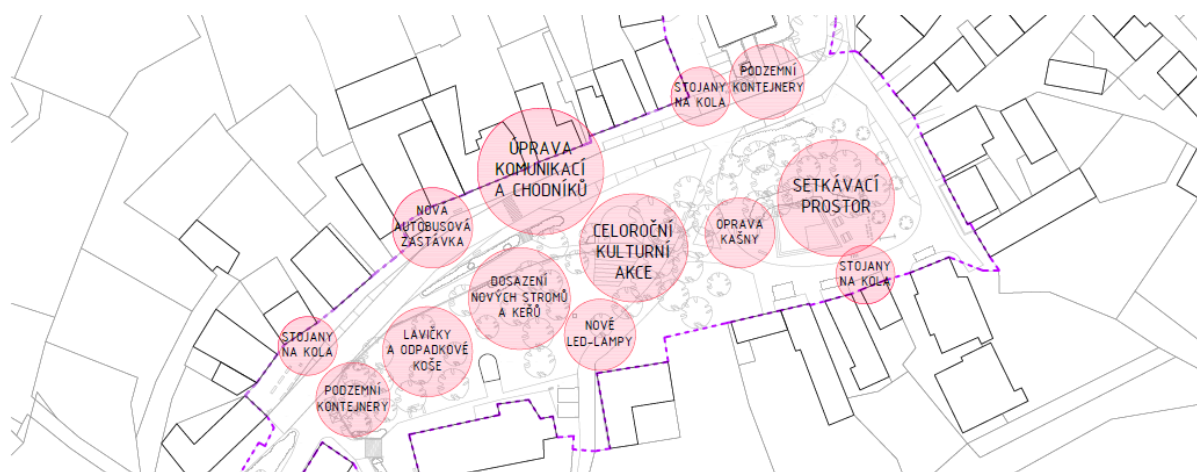 PODZEMNÍ
KONTEJNERY
STOJANY
NA KOLA
ÚPRAVA
KOMUNIKACÍ
A CHODNÍKŮ
SETKÁVACÍ
PROSTOR
NOVÁ
AUTOBUSOVÁ
ZASTÁVKA
CELOROČNÍ
KULTURNÍ
AKCE
OPRAVA
KAŠNY
STOJANY
NA KOLA
DOSAZENÍ
NOVÝCH STROMŮ
A KEŘŮ
NOVÉ
LED-LAMPY
STOJANY
NA KOLA
LAVIČKY
A ODPADKOVÉ
KOŠE
PODZEMNÍ
KONTEJNERY